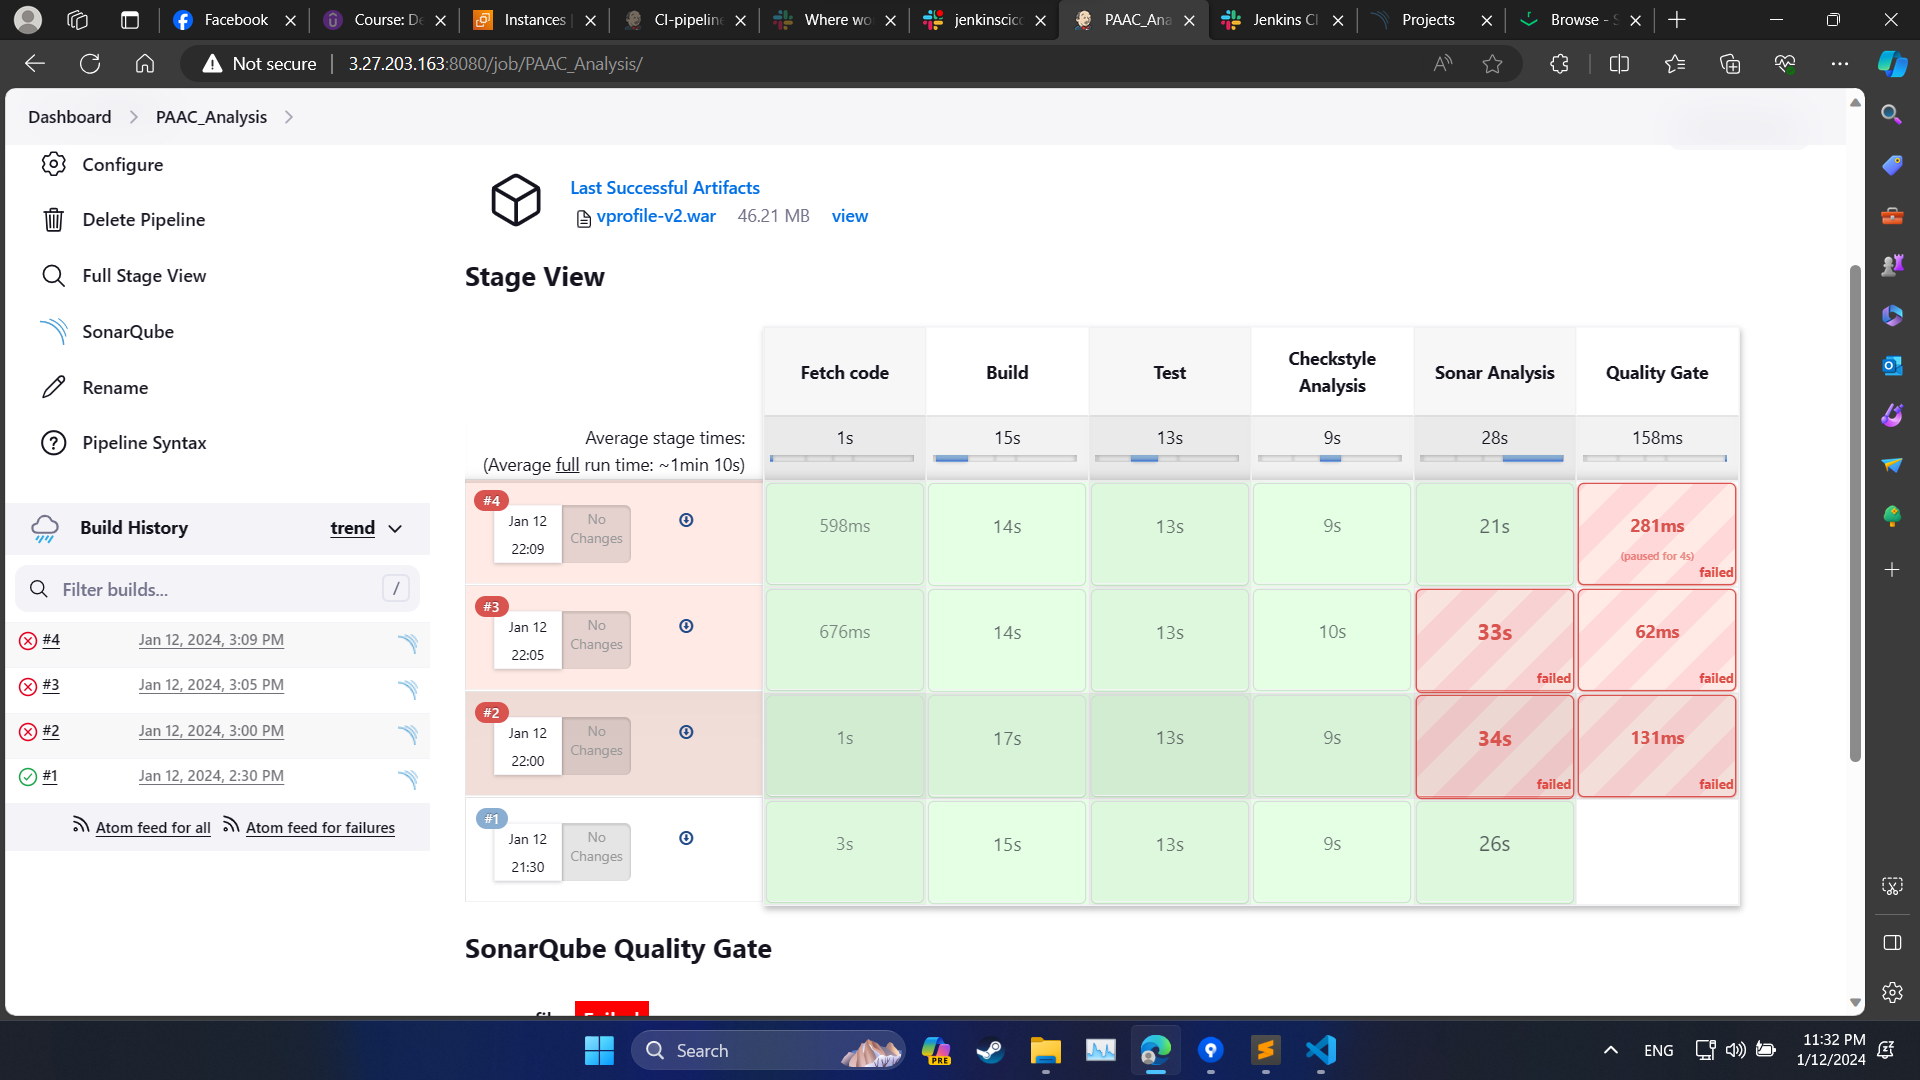 Facebook
Course: De
Instances |
CI-pipeline
Where wo
jenkinscicd
PAAC_Ana
Jenkins CI
Projects
Browse - S
Not secure
3.27.203.163:8080/job/PAAC_Analysis/
Dashboard
PAAC_Analysis
Configure
Delete Pipeline
Full Stage View
SonarQube
Rename
Pipeline Syntax
Build History
trend
Filter builds...
/
#4
Jan 12, 2024, 3:09 PM
#3
Jan 12, 2024, 3:05 PM
#2
Jan 12, 2024, 3:00 PM
#1
Jan 12, 2024, 2:30 PM
Atom feed for all
Atom feed for failures
Last Successful Artifacts
vprofile-v2.war 46.21 MB view
Stage View
Fetch code
Build
Test
Checkstyle
Analysis
Sonar Analysis
Quality Gate
Average stage times:
(Average full run time: ~1min 10s)
1s
15s
13s
9s
28s
158ms
#4
Jan 12
22:09
No
Changes
598ms
14s
13s
9s
21s
281ms
(paused for 4s)
failed
#3
Jan 12
22:05
No
Changes
676ms
14s
13s
10s
33s
failed
62ms
failed
#2
Jan 12
22:00
No
Changes
1s
17s
13s
9s
34s
failed
131ms
failed
#1
Jan 12
21:30
No
Changes
3s
15s
13s
9s
26s
SonarQube Quality Gate
Search
PRE
ENG
11:32 PM
1/12/2024